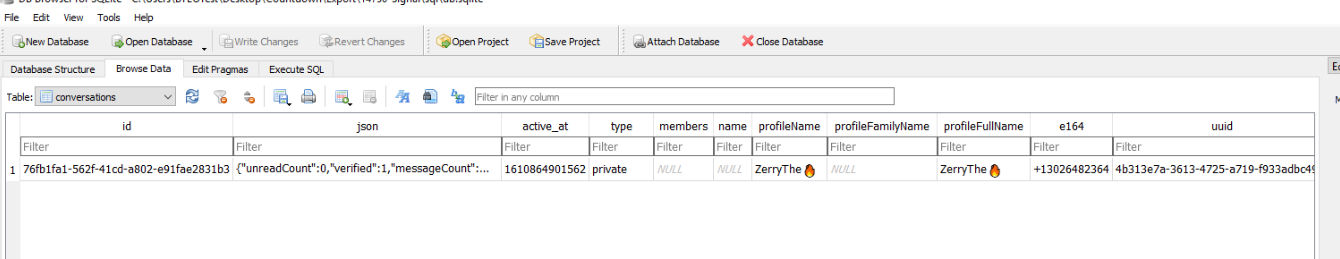 File Edit View Tools Help
New Database Open Database Write Changes Revert Changes Open Project Save Project Attach Database Close Database
Database Structure Browse Data Edit Pragmas Execute SQL
Table: conversations Filter in any column
id json active_at type members name profileName profileFamilyName profileFullName e164 uuid
Filter Filter Filter Filter Filter Filter Filter Filter Filter Filter Filter
1 76fb1fa1-562f-41cd-a802-e91fae2831b3 {"unreadCount":0,"verified":1,"messageCount":... 1610864901562 private NULL NULL ZerryThe🔥 NULL ZerryThe🔥 +13026482364 4b313e7a-3613-4725-a719-f933adbc49